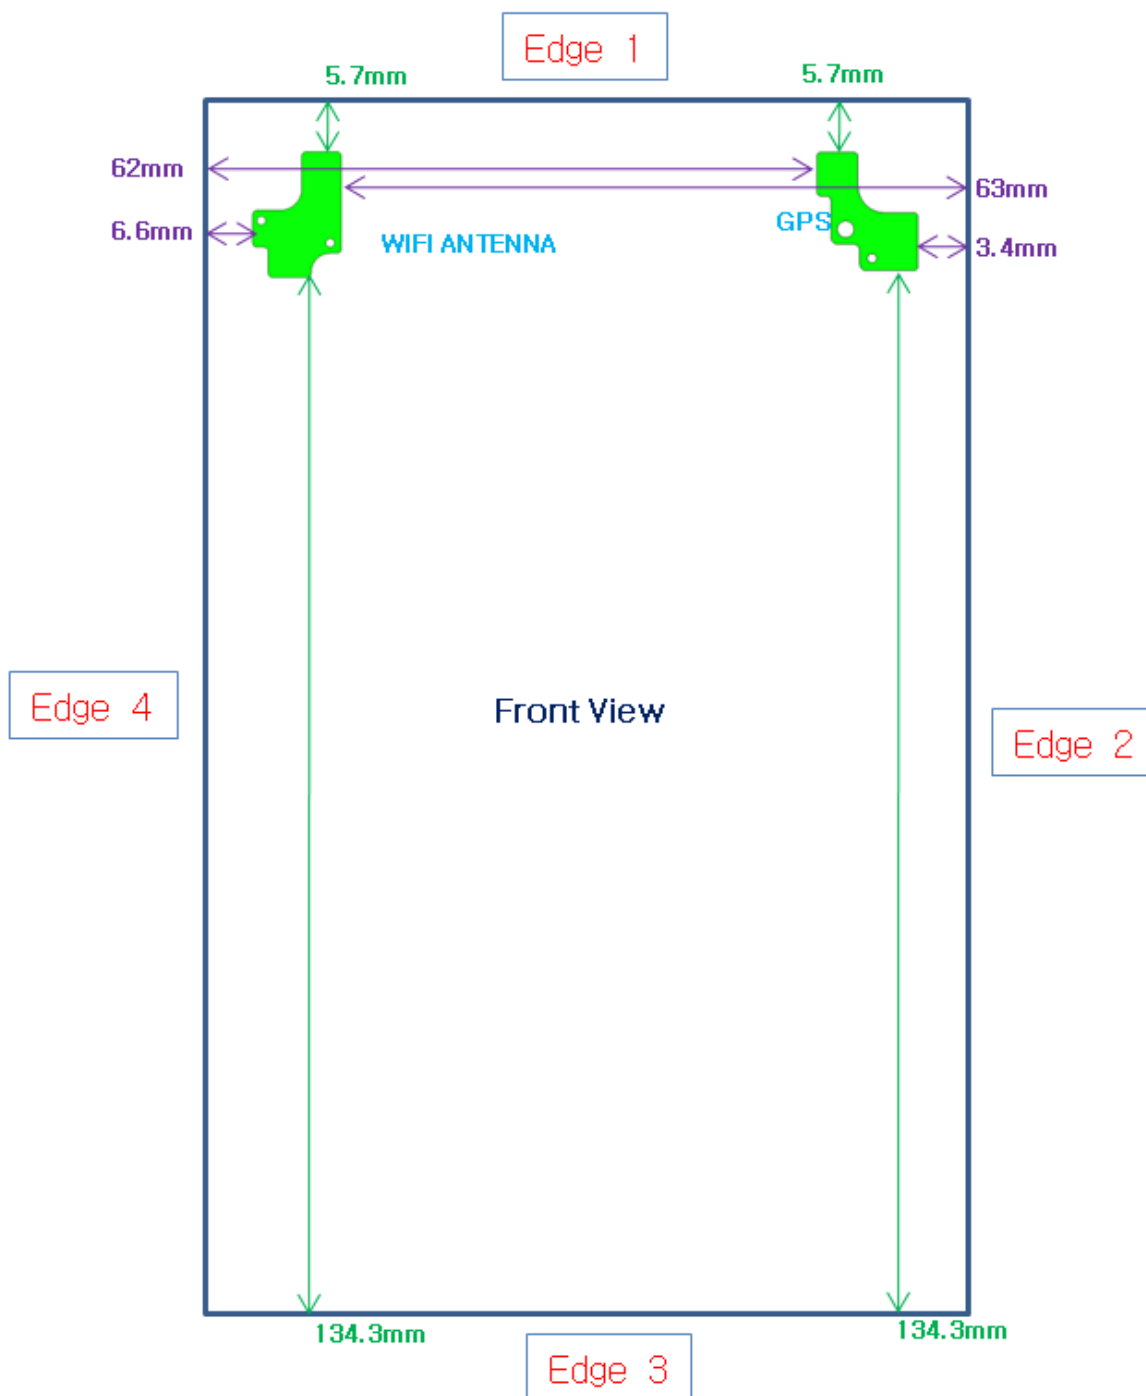 Edge 1
5.7mm
5.7mm
62mm
63mm
6.6mm
WIFI ANTENNA
GPS
3.4mm
Edge 4
Front View
Edge 2
134.3mm
134.3mm
Edge 3